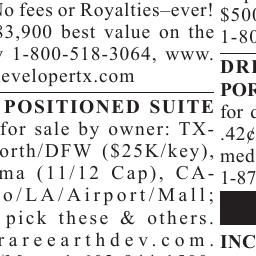 No fees or Royalties–ever!
83,900 best value on the
1-800-518-3064, www.
evelopertx.com
POSITIONED SUITE
for sale by owner: TX-
orth/DFW ($25K/key),
ma (11/12 Cap), CA-
o/LA/Airport/Mall;
pick these & others.
rareearthdev.com.
$500
1-80
DRI
POR
for d
.42¢
med
1-87
INC